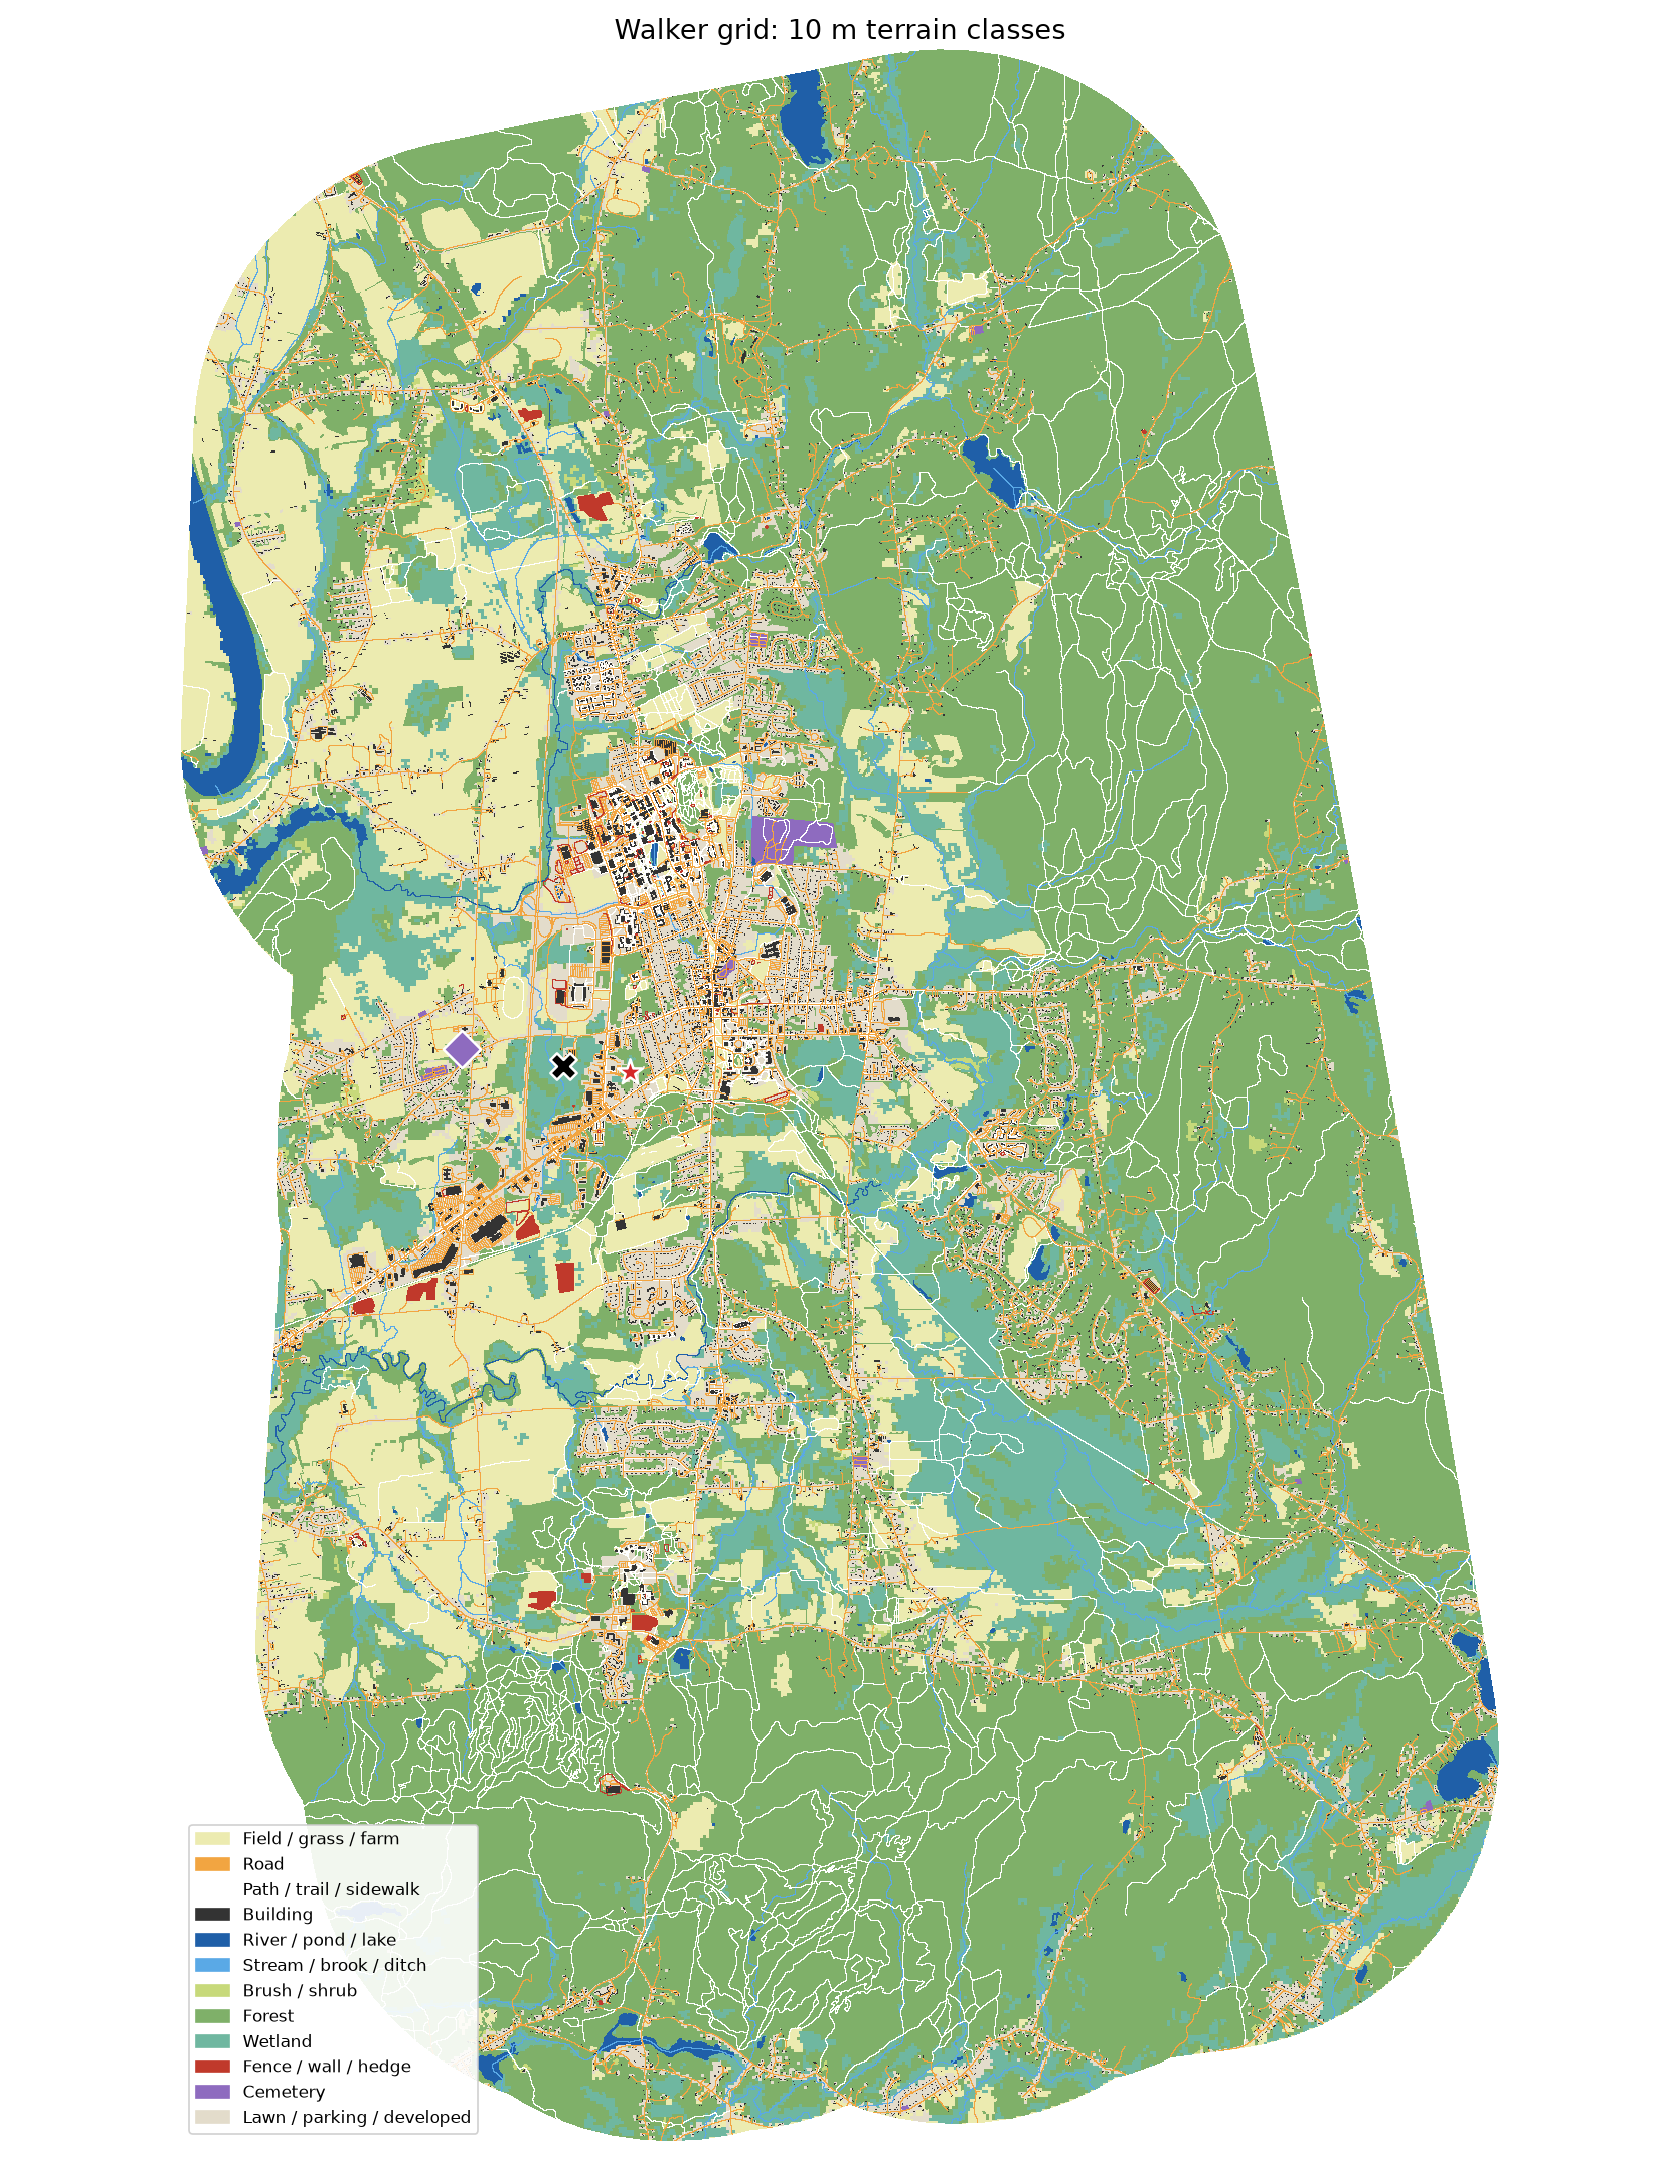 Walker grid: 10 m terrain classes
Field / grass / farm
Road
Path / trail / sidewalk
Building
River / pond / lake
Stream / brook / ditch
Brush / shrub
Forest
Wetland
Fence / wall / hedge
Cemetery
Lawn / parking / developed